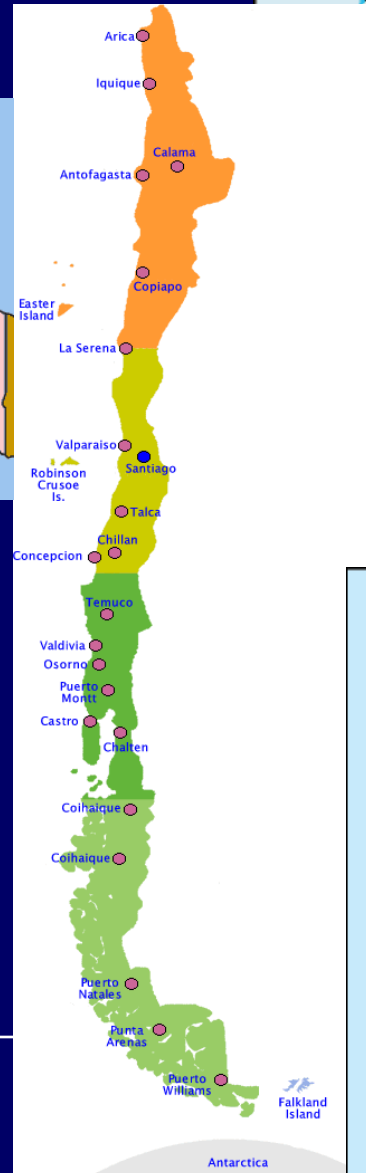 Arica
Iquique
Calama
Antofagasta
Copiapo
Easter
Island
La Serena
Valparaiso
Santiago
Robinson
Crusoe
Is.
Talca
Chillan
Concepcion
Temuco
Valdivia
Osorno
Puerto
Montt
Castro
Chalten
Coihaique
Coihaique
Puerto
Natales
Punta
Arenas
Puerto
Williams
Falkland
Island
Antarctica